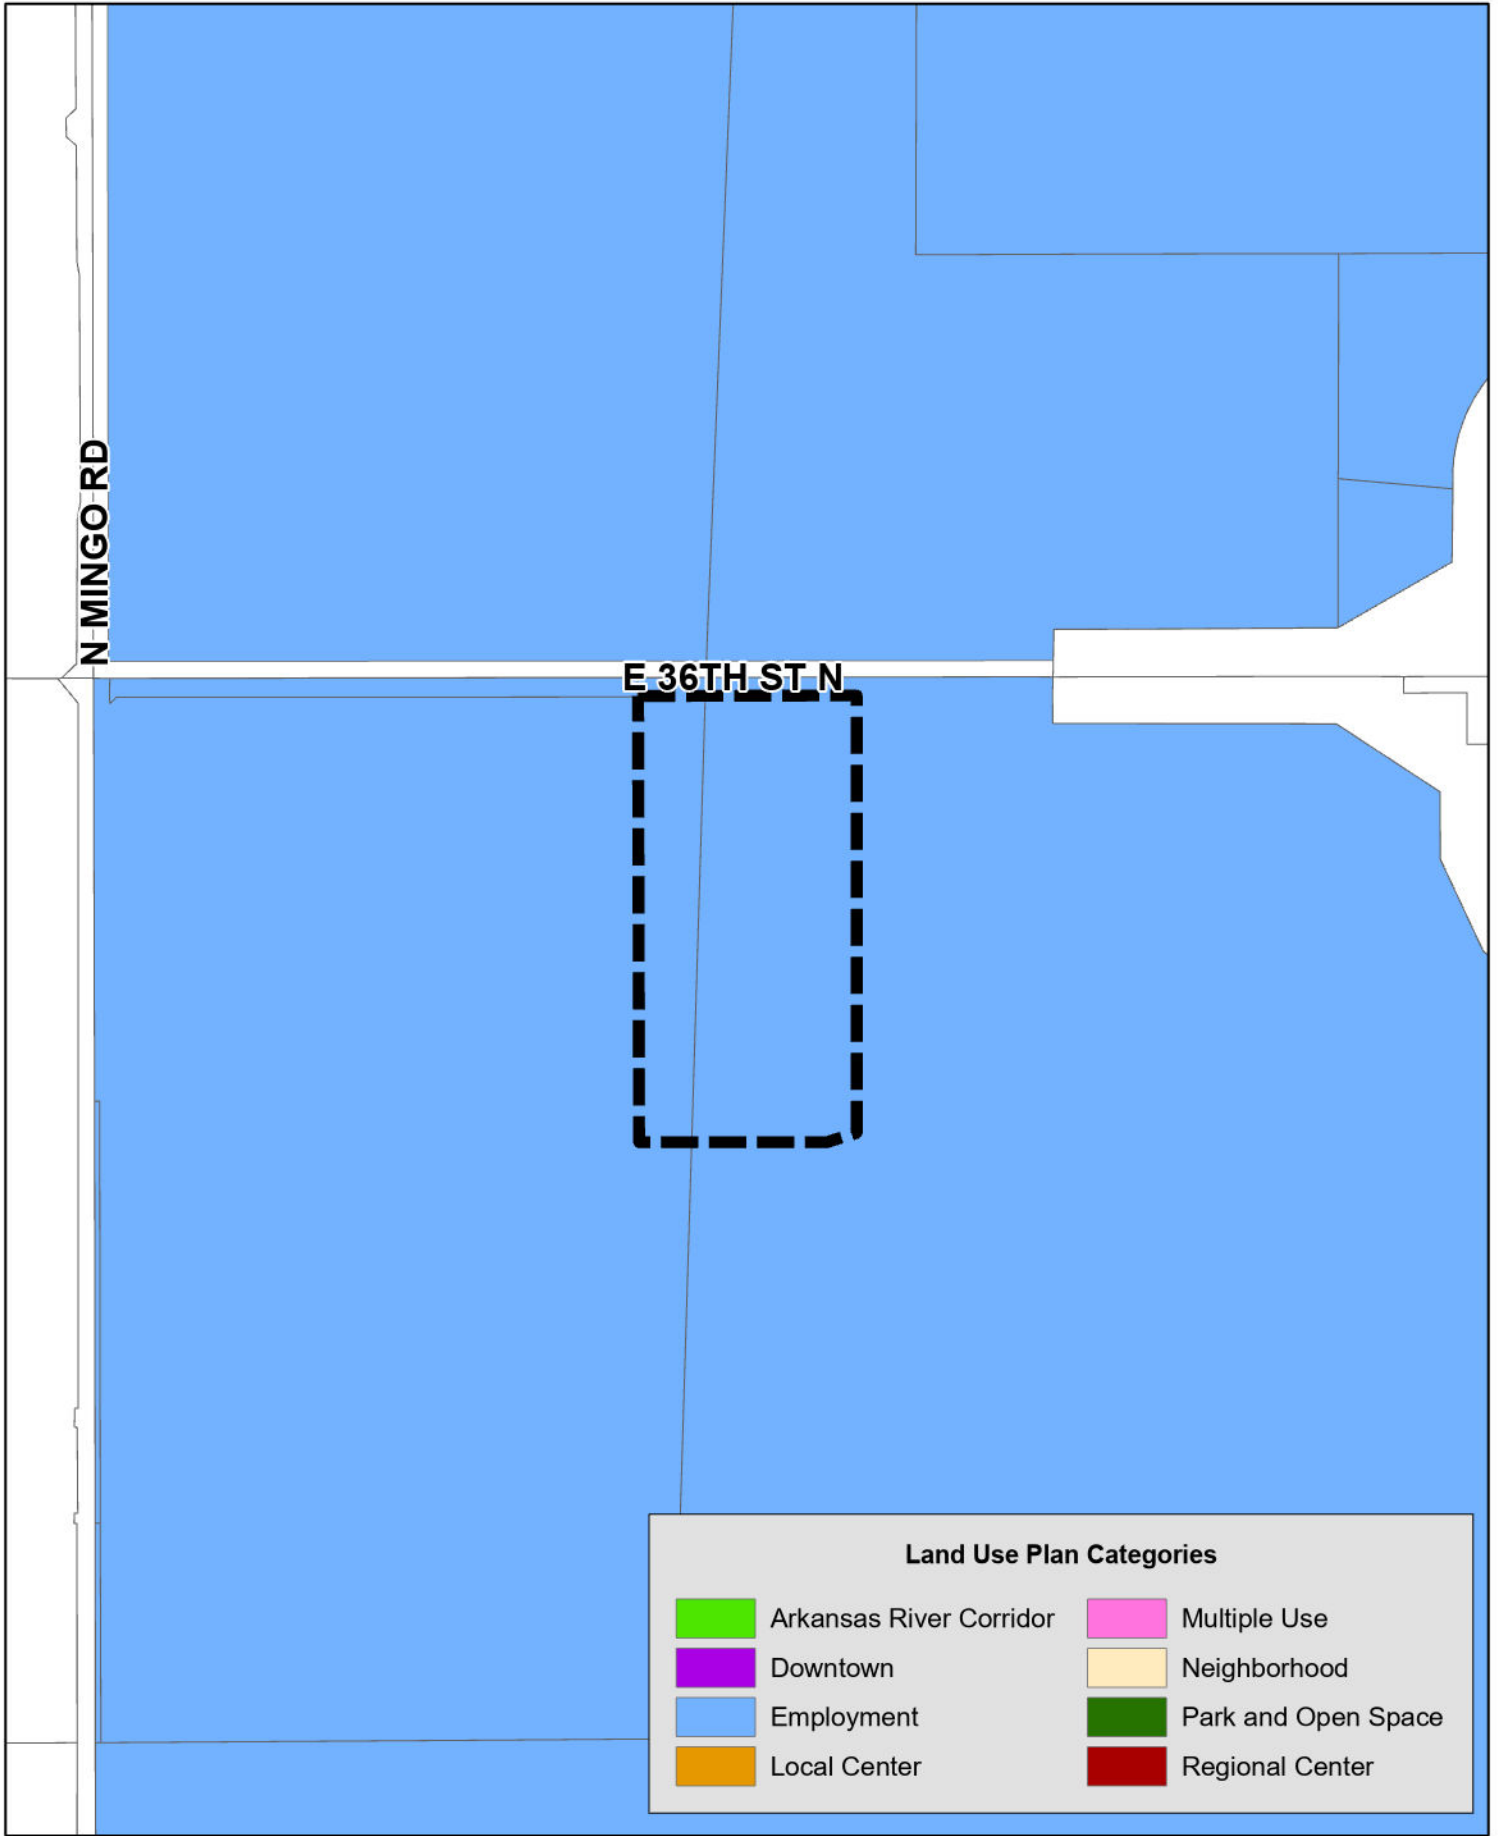 N MINGO RD
E 36TH ST N
Land Use Plan Categories
Arkansas River Corridor
Downtown
Employment
Local Center
Multiple Use
Neighborhood
Park and Open Space
Regional Center